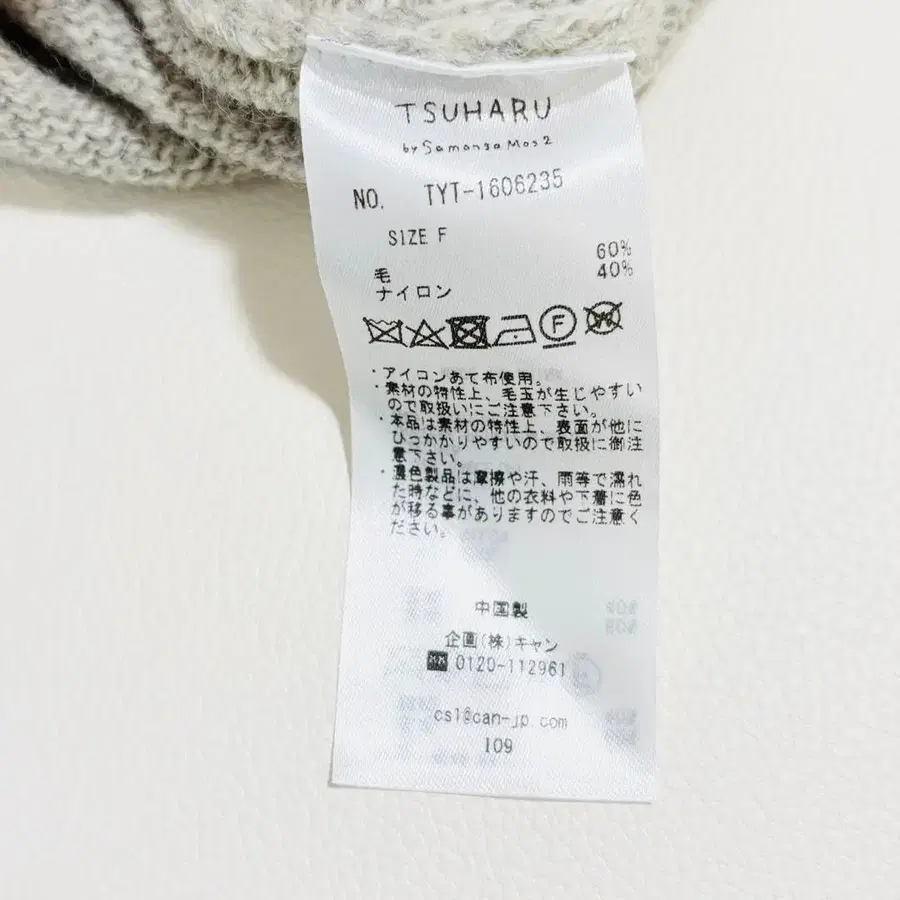 TSUHARU
by Samansa Mos2
NO. TYT-1606235
SIZE F
毛 60%
ナイロン 40%
F
W
・アイロンあて布使用。
・素材の特性上、毛玉が生じやすい
ので取扱いにご注意下さい。
・本品は素材の特性上、表面が他に
ひっかかりやすいので取扱に御注
意下さい。
・濃色製品は摩擦や汗、雨等で濡れ
た時などに、他の衣料や下着に色
が移る事がありますのでご注意く
ださい。
中国製
企画(株)キャン
0120-112961
csl@can-jp.com
109